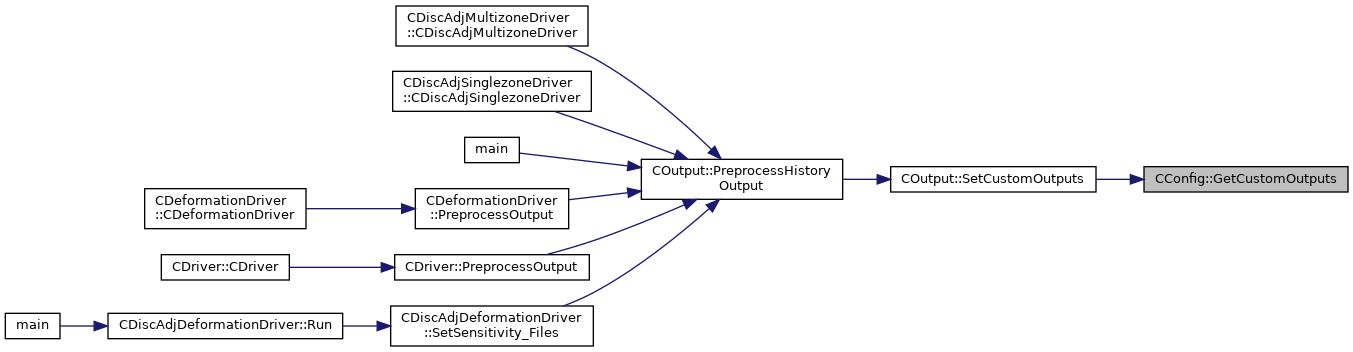 CDiscAdjMultizoneDriver
::CDiscAdjMultizoneDriver
CDiscAdjSinglezoneDriver
::CDiscAdjSinglezoneDriver
main
COutput::PreprocessHistory
Output
COutput::SetCustomOutputs
CConfig::GetCustomOutputs
CDeformationDriver
::CDeformationDriver
CDeformationDriver
::PreprocessOutput
CDriver::CDriver
CDriver::PreprocessOutput
main
CDiscAdjDeformationDriver::Run
CDiscAdjDeformationDriver
::SetSensitivity_Files